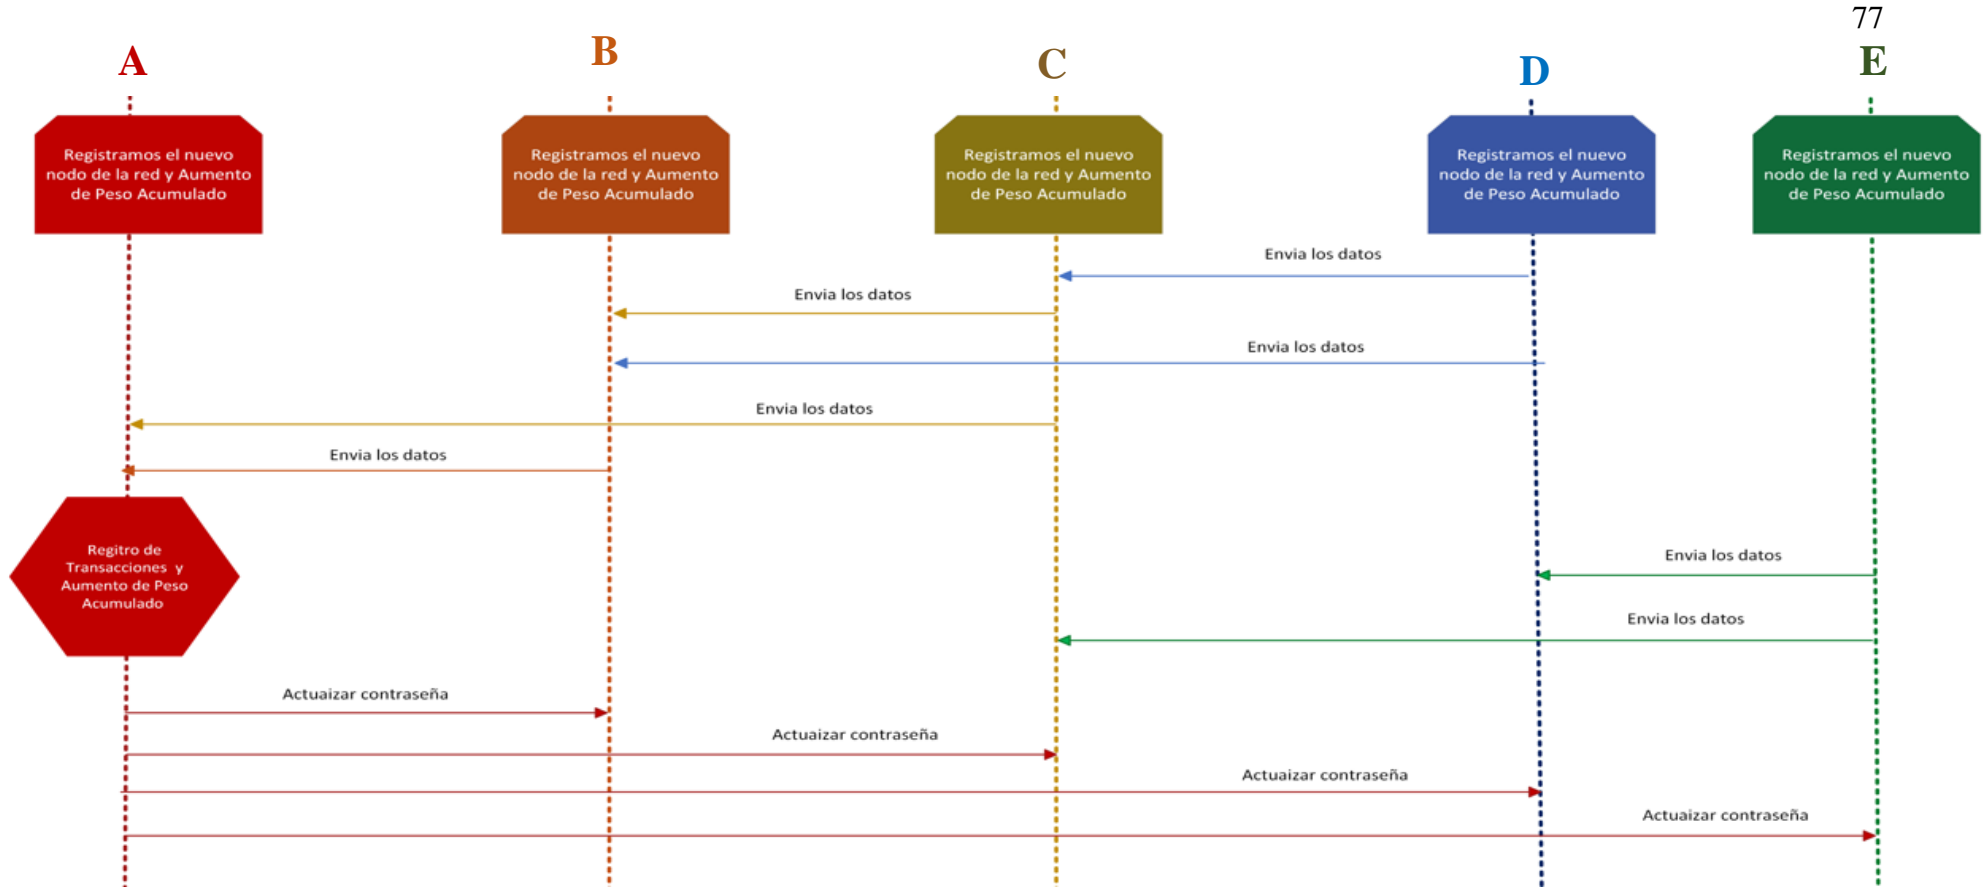 77
A
B
C
D
E
Registramos el nuevo
nodo de la red y Aumento
de Peso Acumulado
Registramos el nuevo
nodo de la red y Aumento
de Peso Acumulado
Registramos el nuevo
nodo de la red y Aumento
de Peso Acumulado
Registramos el nuevo
nodo de la red y Aumento
de Peso Acumulado
Registramos el nuevo
nodo de la red y Aumento
de Peso Acumulado
Envia los datos
Envia los datos
Envia los datos
Envia los datos
Envia los datos
Regitro de
Transacciones y
Aumento de Peso
Acumulado
Envia los datos
Envia los datos
Actuaizar contraseña
Actuaizar contraseña
Actuaizar contraseña
Actuaizar contraseña